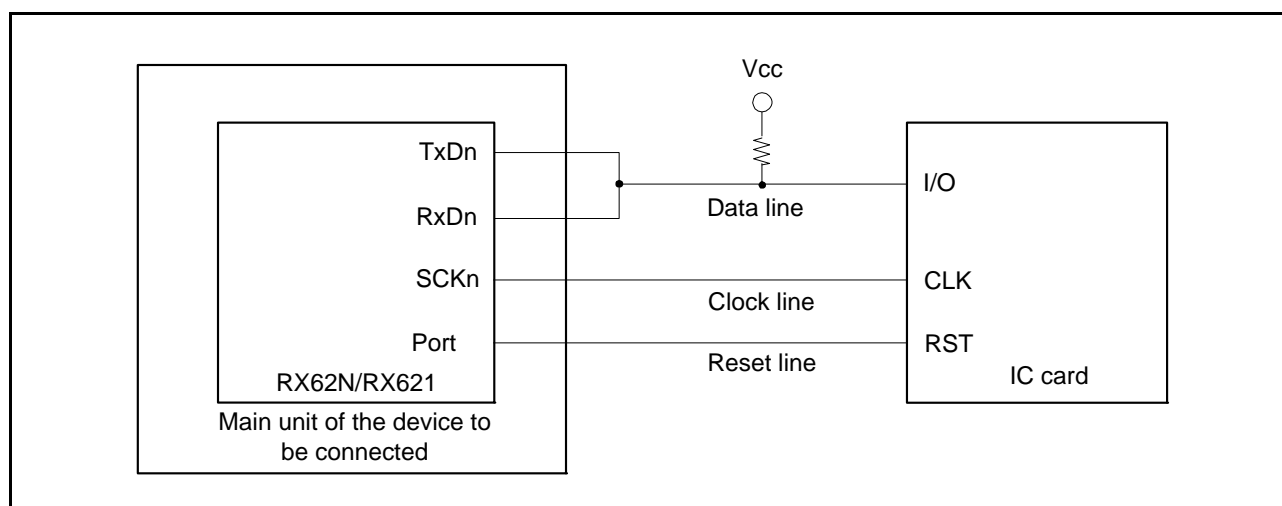 Vcc
TxDn
I/O
Data line
RxDn
SCKn
CLK
Clock line
Port
RST
Reset line
RX62N/RX621
IC card
Main unit of the device to
be connected